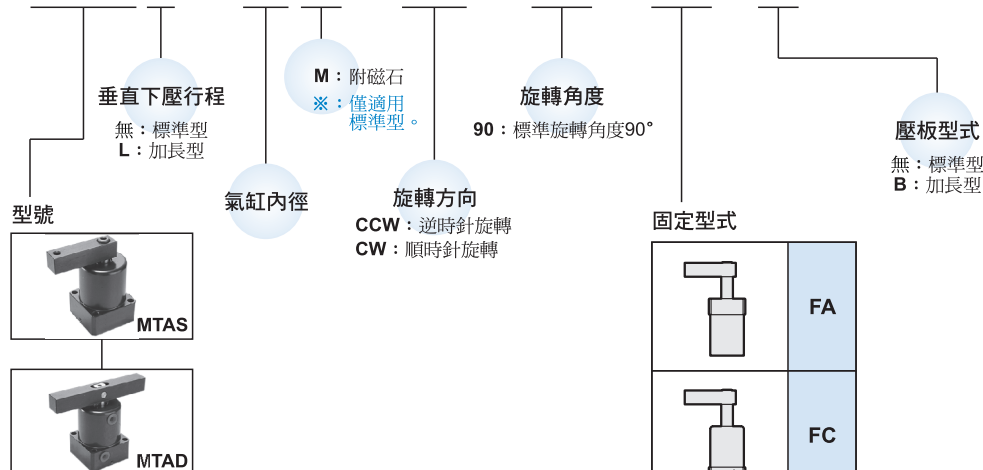 垂直下壓行程
無：標準型
L：加長型
M：附磁石
※：僅適用
標準型。
旋轉角度
90：標準旋轉角度90°
壓板型式
無：標準型
B：加長型
氣缸內徑
旋轉方向
CCW：逆時針旋轉
CW：順時針旋轉
型號
MTAS
MTAD
固定型式
FA
FC